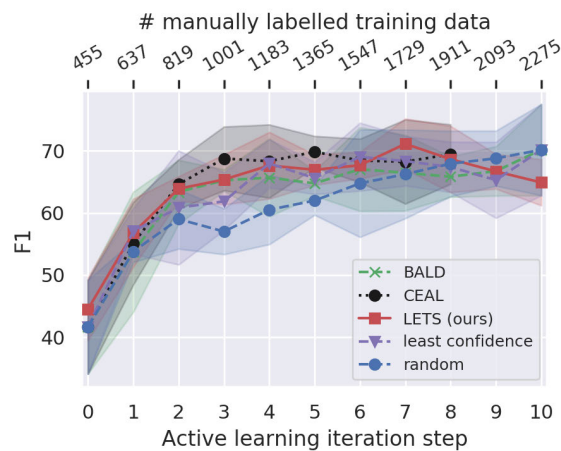 # manually labelled training data
455 637 819 1001 1183 1365 1547 1729 1911 2093 2275
F1
70
60
50
40
BALD
CEAL
LETS (ours)
least confidence
random
0 1 2 3 4 5 6 7 8 9 10
Active learning iteration step